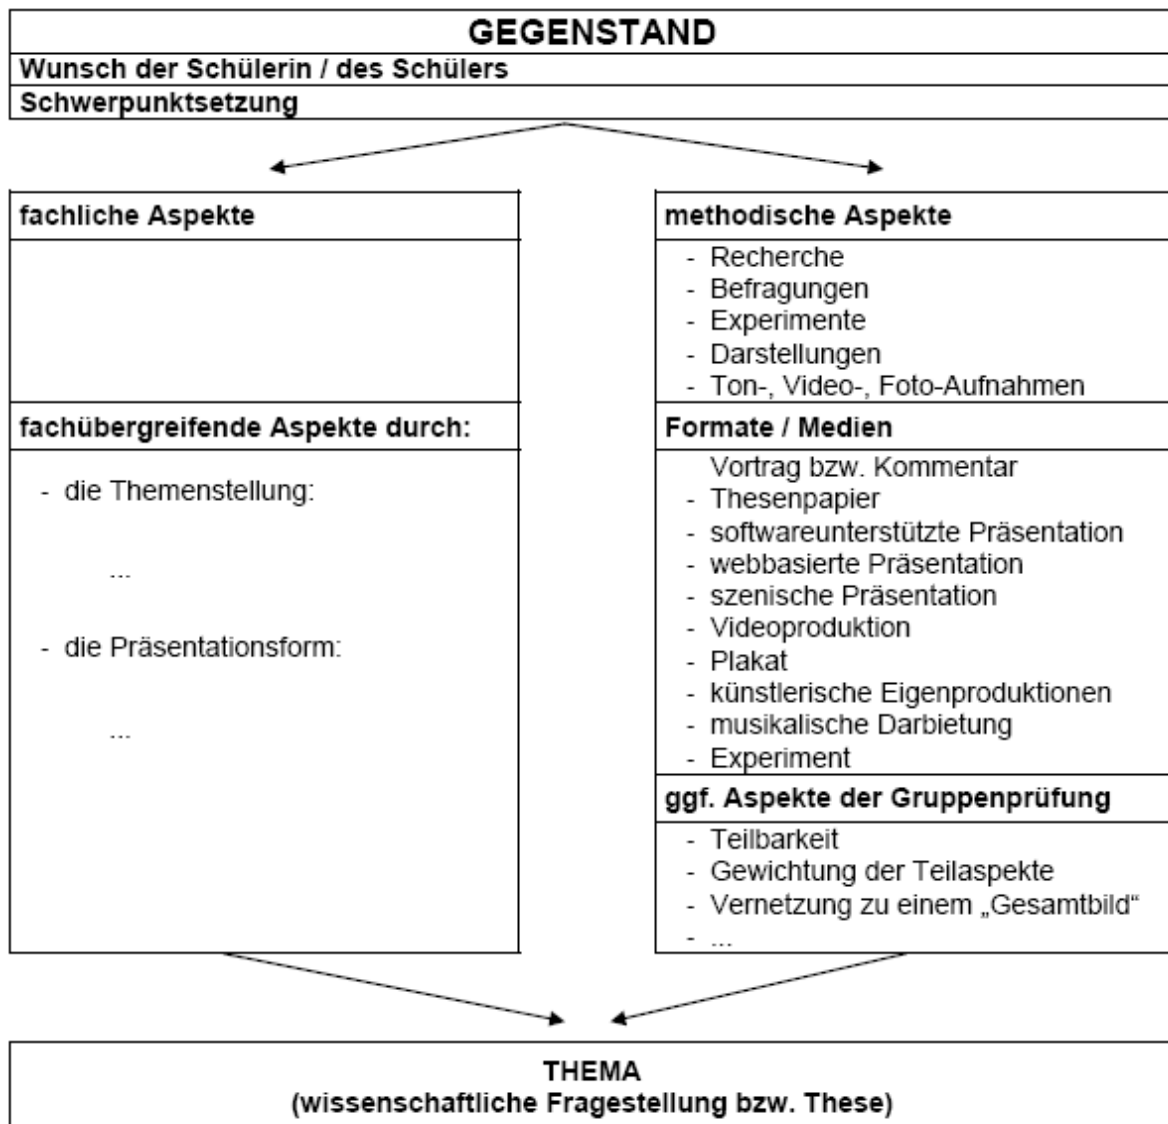 GEGENSTAND
Wunsch der Schülerin / des Schülers
Schwerpunktsetzung
fachliche Aspekte
fachübergreifende Aspekte durch:
- die Themenstellung:
...
- die Präsentationsform:
...
methodische Aspekte
- Recherche
- Befragungen
- Experimente
- Darstellungen
- Ton-, Video-, Foto-Aufnahmen
Formate / Medien
Vortrag bzw. Kommentar
- Thesenpapier
- softwareunterstützte Präsentation
- webbasierte Präsentation
- szenische Präsentation
- Videoproduktion
- Plakat
- künstlerische Eigenproduktionen
- musikalische Darbietung
- Experiment
ggf. Aspekte der Gruppenprüfung
- Teilbarkeit
- Gewichtung der Teilaspekte
- Vernetzung zu einem „Gesamtbild“
- ...
THEMA
(wissenschaftliche Fragestellung bzw. These)